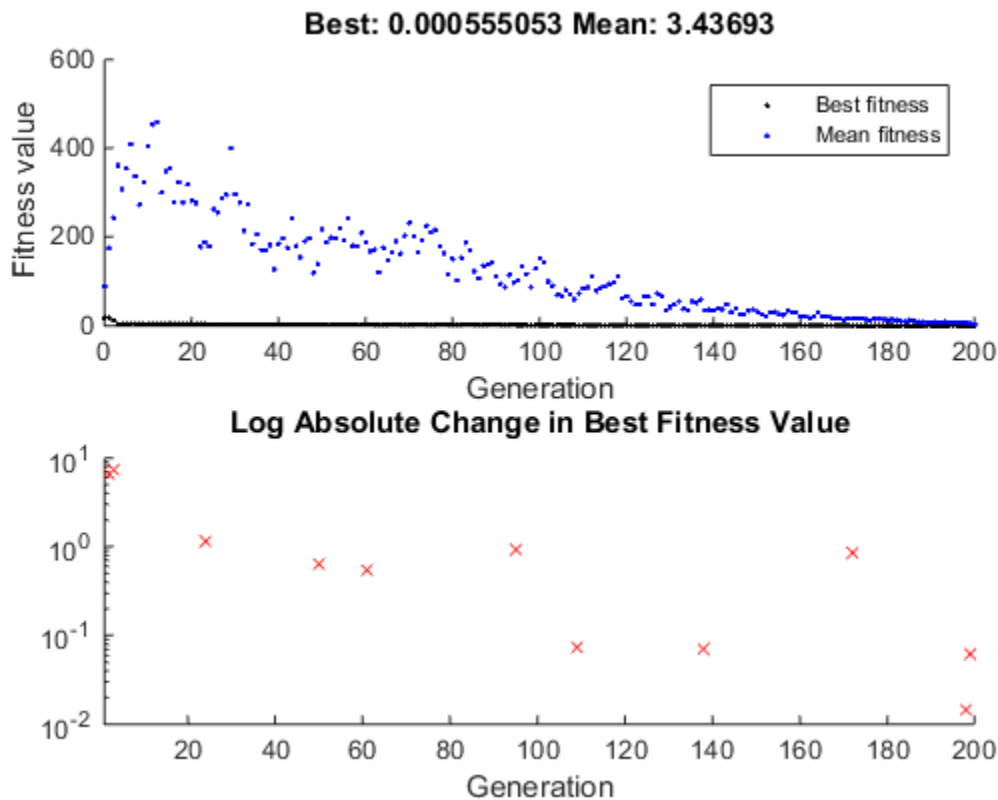 Best: 0.000555053 Mean: 3.43693
600
400
200
0
Fitness value
Best fitness
Mean fitness
0 20 40 60 80 100 120 140 160 180 200
Generation
Log Absolute Change in Best Fitness Value
10^1
10^0
10^-1
10^-2
20 40 60 80 100 120 140 160 180 200
Generation